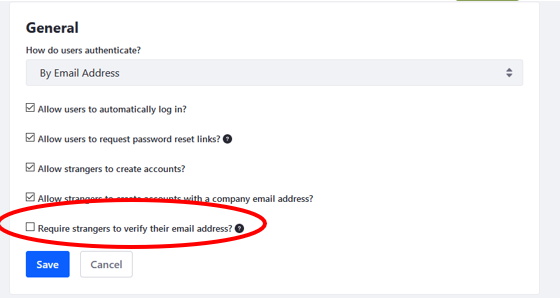 General
How do users authenticate?
By Email Address
Allow users to automatically log in?
Allow users to request password reset links? ?
Allow strangers to create accounts?
Allow strangers to create accounts with a company email address?
Require strangers to verify their email address? ?
Save Cancel